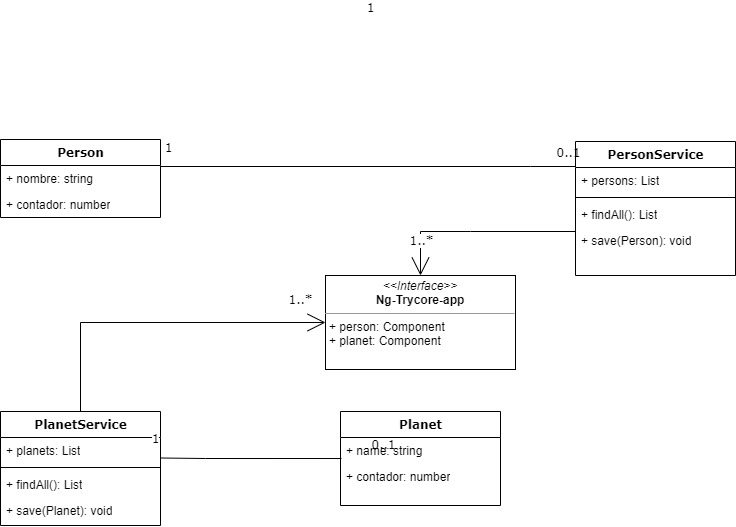 1
Person
+ nombre: string
+ contador: number
1
0..1
PersonService
+ persons: List
+ findAll(): List
+ save(Person): void
1..*
<<Interface>>
Ng-Trycore-app
+ person: Component
+ planet: Component
1..*
PlanetService
+ planets: List
+ findAll(): List
+ save(Planet): void
1
0..1
Planet
+ name: string
+ contador: number